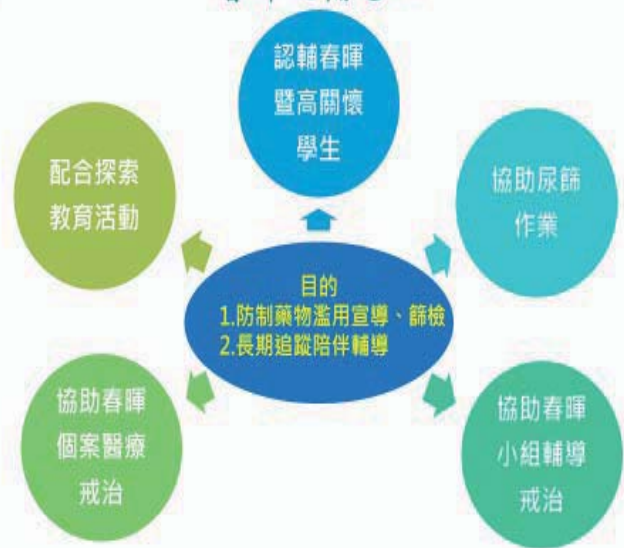 認輔春暉
暨高關懷
學生
配合探索
教育活動
協助尿篩
作業
目的
1.防制藥物濫用宣導、篩檢
2.長期追蹤陪伴輔導
協助春暉
個案醫療
戒治
協助春暉
小組輔導
戒治